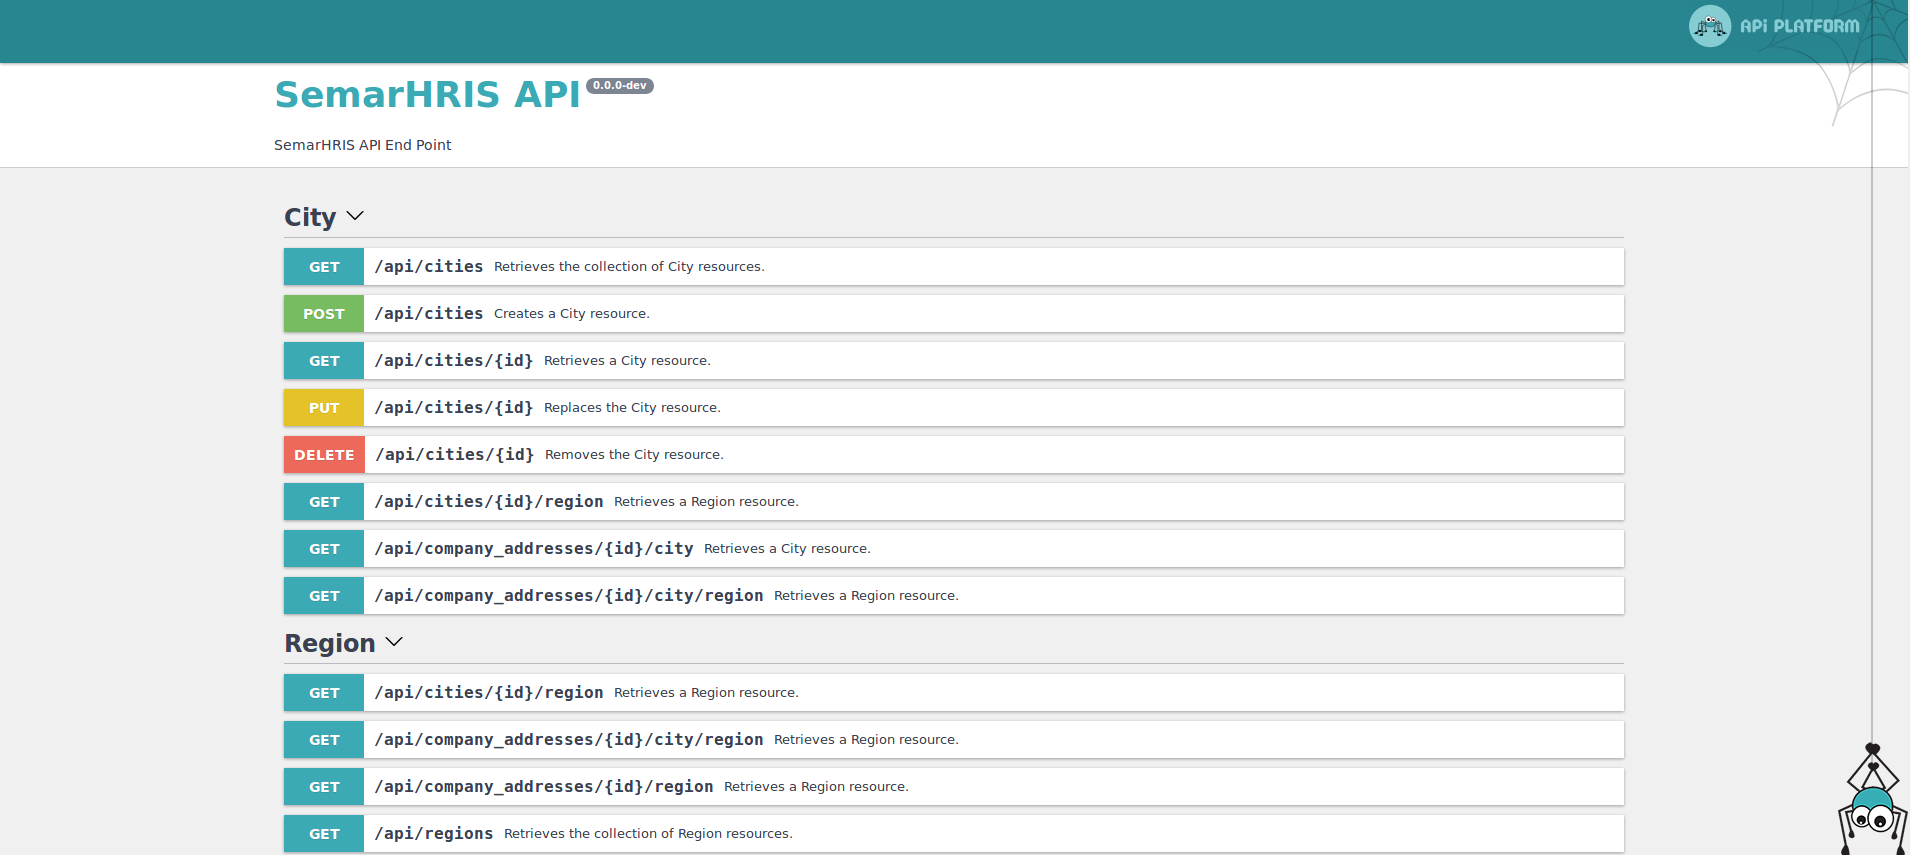 APi PLATFORM
SemarHRIS API 0.0.0-dev
SemarHRIS API End Point
City
GET /api/cities Retrieves the collection of City resources.
POST /api/cities Creates a City resource.
GET /api/cities/{id} Retrieves a City resource.
PUT /api/cities/{id} Replaces the City resource.
DELETE /api/cities/{id} Removes the City resource.
GET /api/cities/{id}/region Retrieves a Region resource.
GET /api/company_addresses/{id}/city Retrieves a City resource.
GET /api/company_addresses/{id}/city/region Retrieves a Region resource.
Region
GET /api/cities/{id}/region Retrieves a Region resource.
GET /api/company_addresses/{id}/city/region Retrieves a Region resource.
GET /api/company_addresses/{id}/region Retrieves a Region resource.
GET /api/regions Retrieves the collection of Region resources.